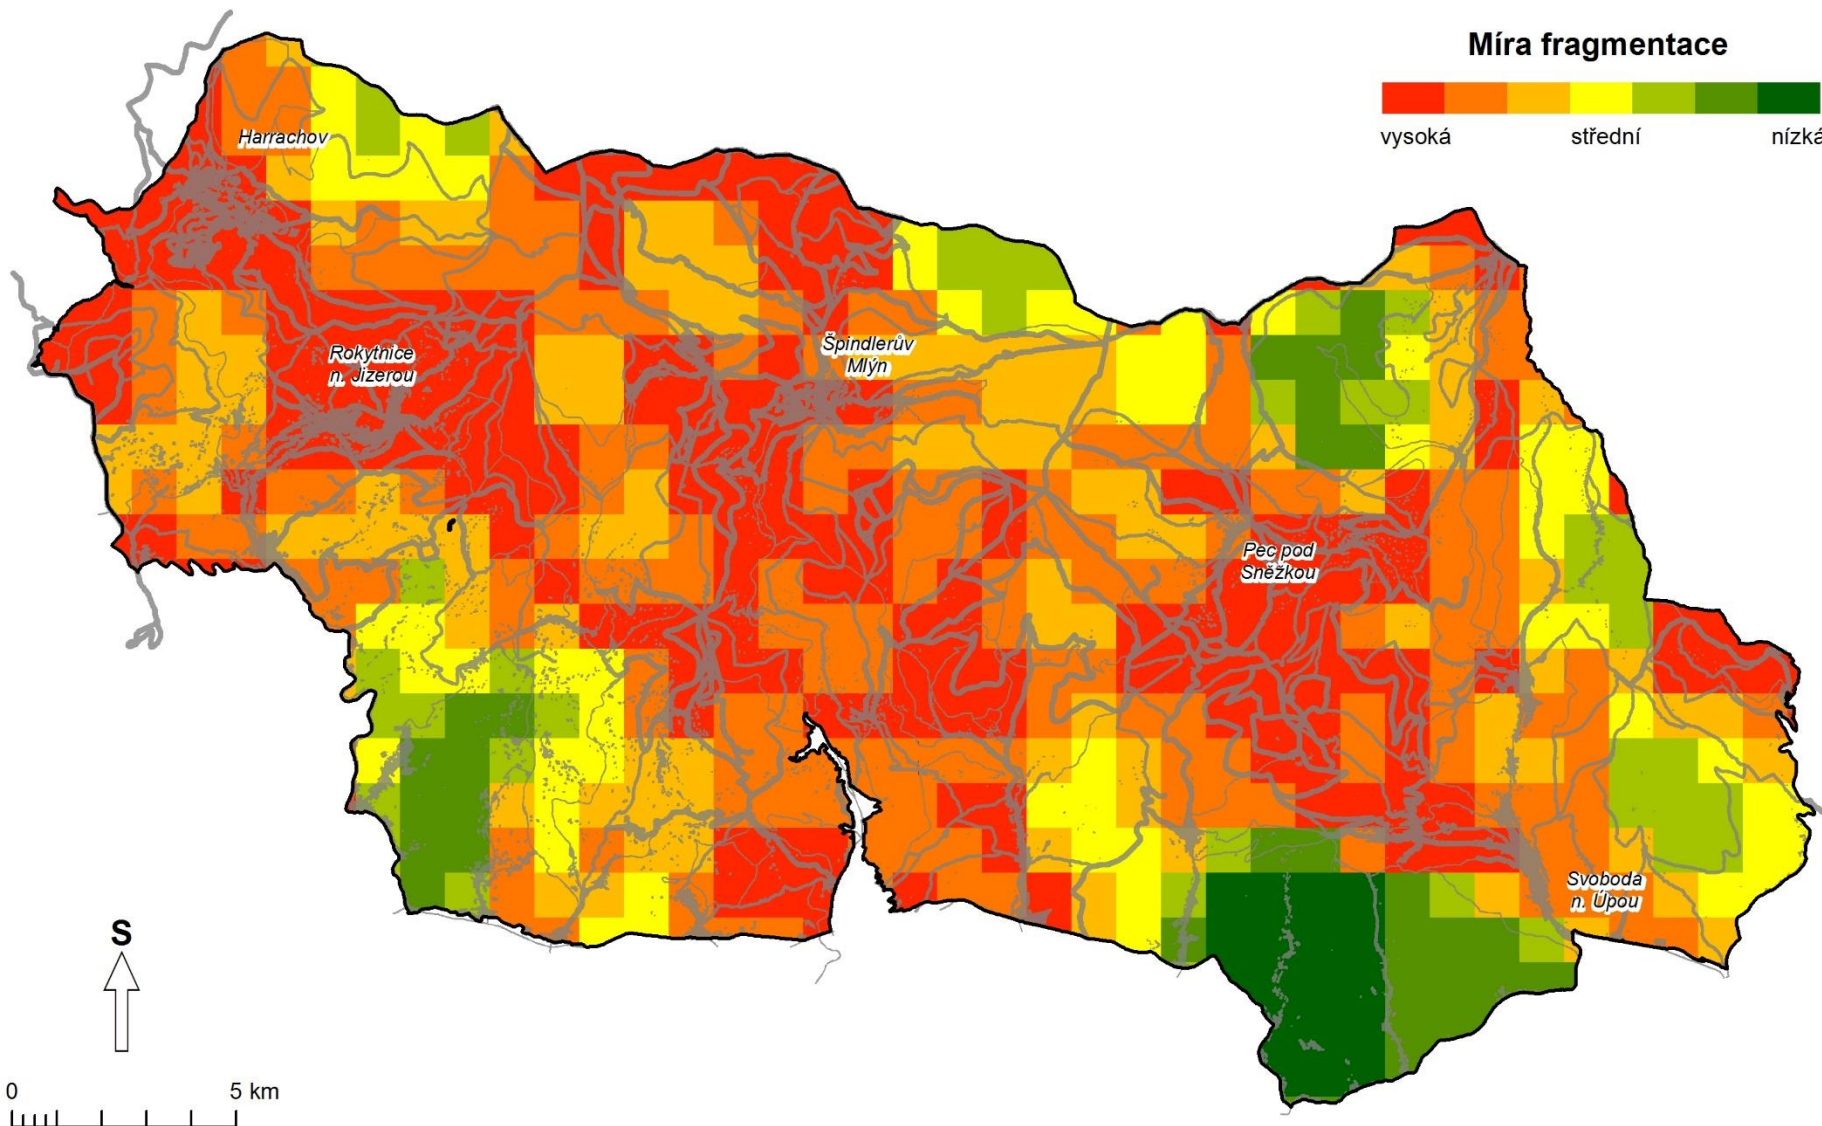 Míra fragmentace
vysoká
střední
nízká
Harrachov
Rokytnice
n. Jizerou
Špindlerův
Mlýn
Pec pod
Sněžkou
Svoboda
n. Úpou
S
0
5 km